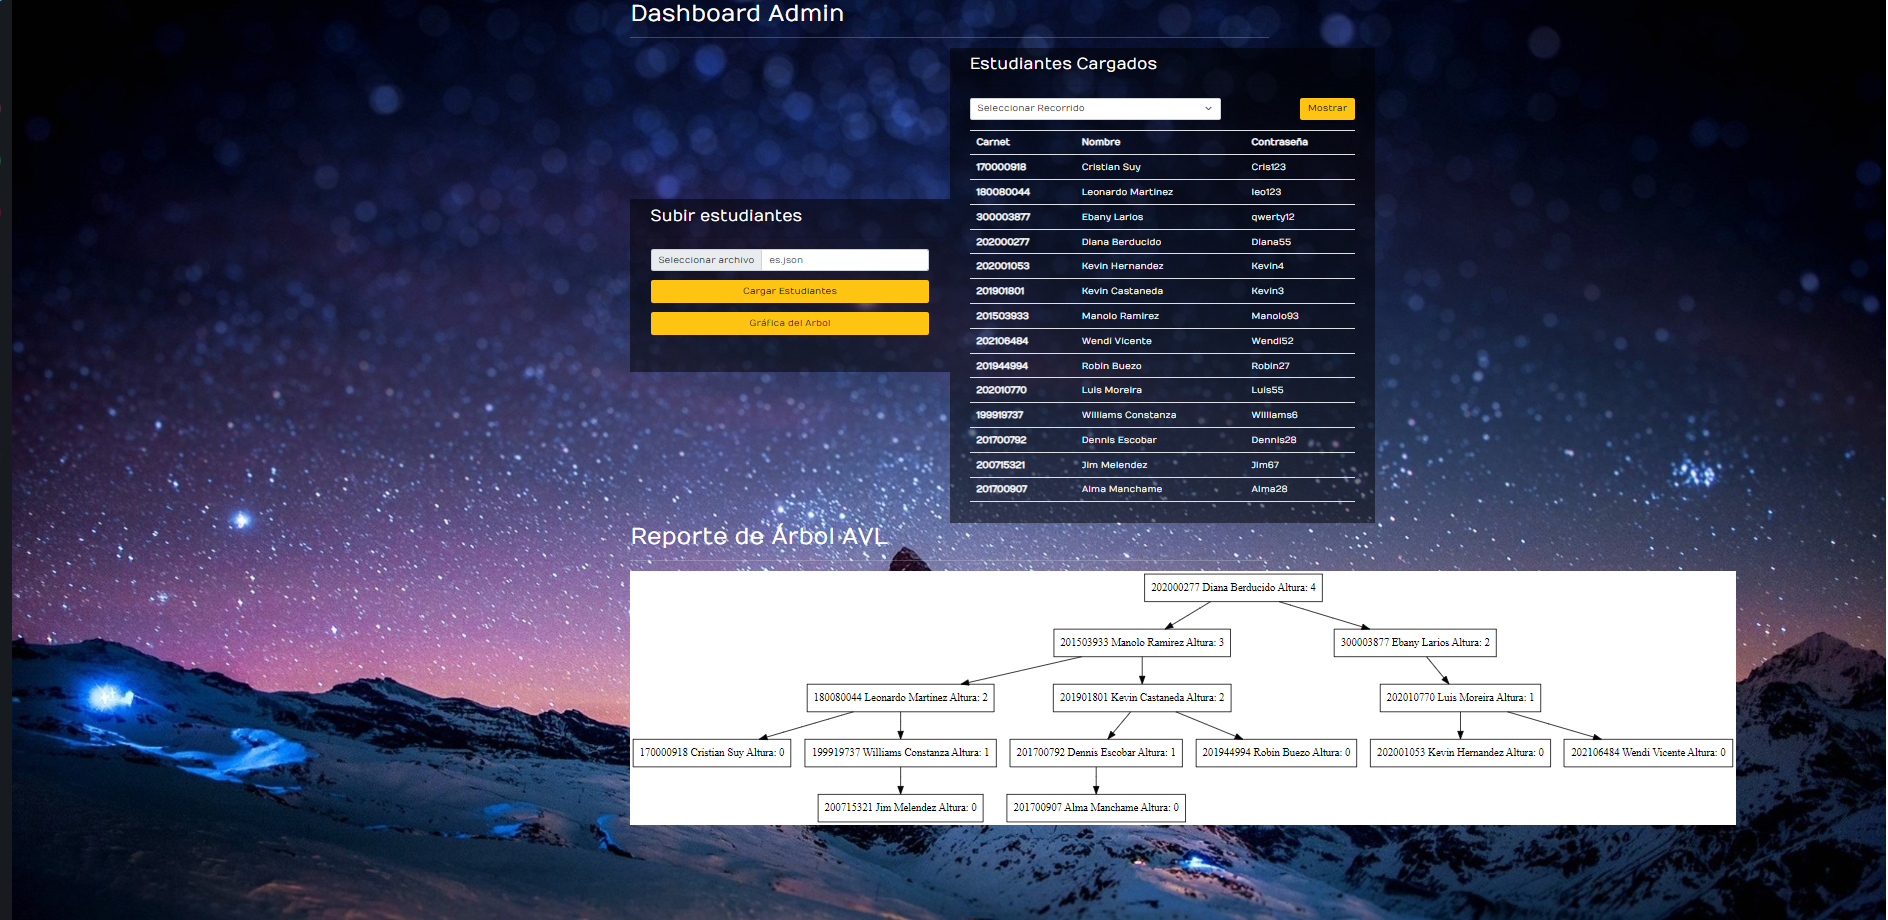 Dashboard Admin
Estudiantes Cargados
Seleccionar Recorrido
Mostrar
Carnet Nombre Contraseña
170000918 Cristian Suy Cris123
180080044 Leonardo Martinez leo123
300003877 Ebany Larios qwerty12
202000277 Diana Berducido Diana55
202001053 Kevin Hernandez Kevin4
201901801 Kevin Castaneda Kevin3
201503933 Manolo Ramirez Manolo93
202106484 Wendi Vicente Wendi52
201944994 Robin Buezo Robin27
202010770 Luis Moreira Luis55
199919737 Williams Constanza Williams6
201700792 Dennis Escobar Dennis28
200715321 Jim Melendez Jim67
201700907 Alma Manchame Alma28
Subir estudiantes
Seleccionar archivo es.json
Cargar Estudiantes
Gráfica del Arbol
Reporte de Árbol AVL
202000277 Diana Berducido Altura: 4
201503933 Manolo Ramirez Altura: 3
300003877 Ebany Larios Altura: 2
180080044 Leonardo Martinez Altura: 2
201901801 Kevin Castaneda Altura: 2
202010770 Luis Moreira Altura: 1
170000918 Cristian Suy Altura: 0
199919737 Williams Constanza Altura: 1
201700792 Dennis Escobar Altura: 1
201944994 Robin Buezo Altura: 0
202001053 Kevin Hernandez Altura: 0
202106484 Wendi Vicente Altura: 0
200715321 Jim Melendez Altura: 0
201700907 Alma Manchame Altura: 0